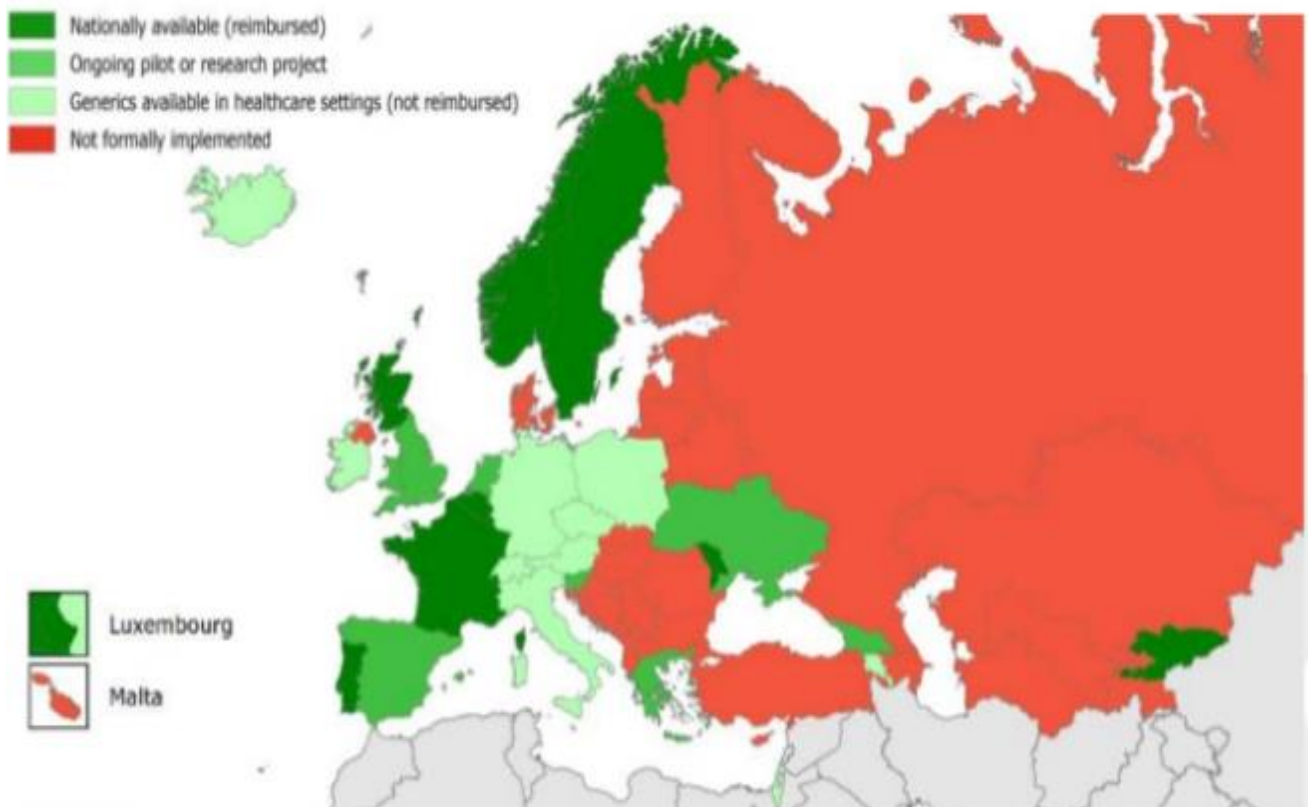 Nationally available (reimbursed)
Ongoing pilot or research project
Generics available in healthcare settings (not reimbursed)
Not formally implemented
Luxembourg
Malta